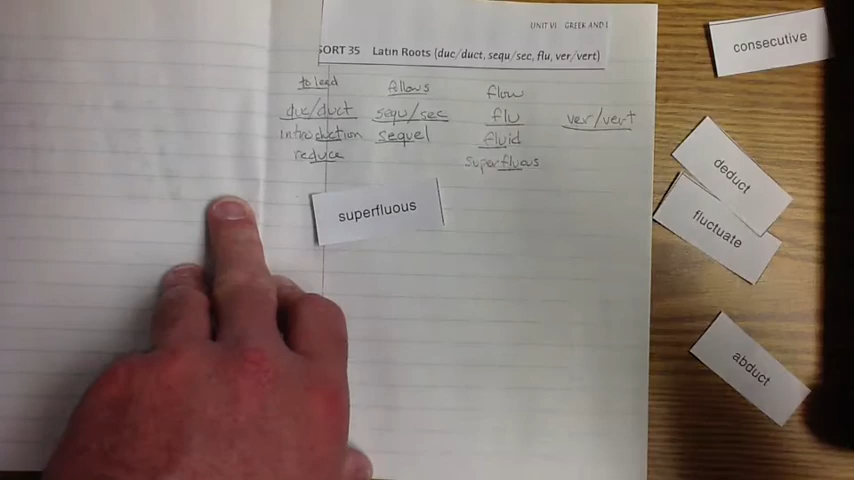 UNIT VI GREEK AND L
SORT 35 Latin Roots (duc/duct, sequ/sec, flu, ver/vert)
to lead follows flow
duc/duct sequ/sec flu ver/vert
introduction sequel fluid
reduce superfluous
superfluous
consecutive
deduct
fluctuate
abduct